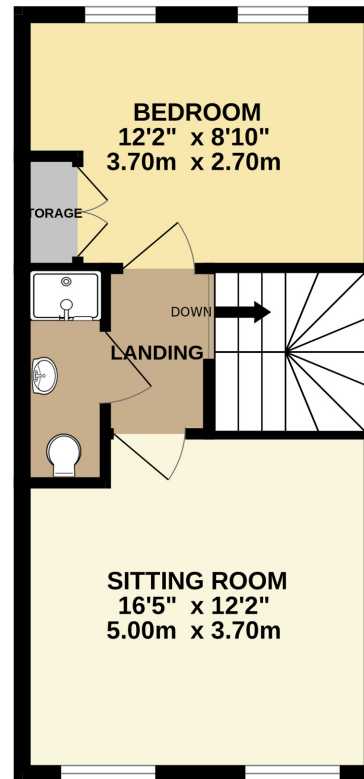 BEDROOM
12'2" x 8'10"
3.70m x 2.70m
TORAGE
DOWN
LANDING
SITTING ROOM
16'5" x 12'2"
5.00m x 3.70m